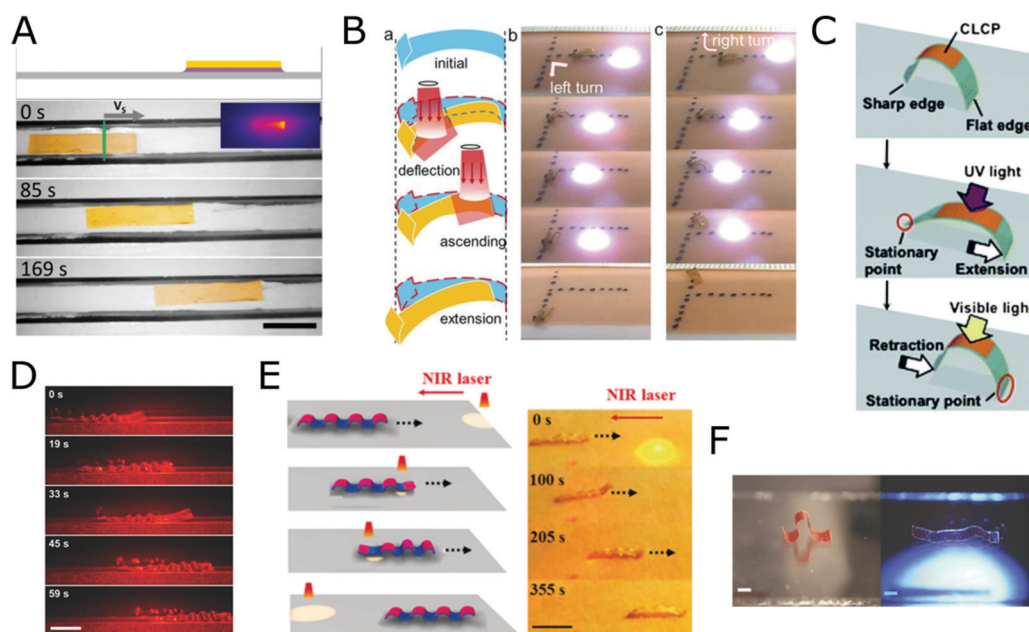 A
0 s
Vs
85 s
169 s
B
a
initial
deflection
ascending
extension
b
left turn
c
right turn
C
CLCP
Sharp edge
Flat edge
UV light
Stationary
point
Extension
Visible light
Retraction
Stationary point
D
0 s
19 s
33 s
45 s
59 s
E
NIR laser
NIR laser
0 s
100 s
205 s
355 s
F